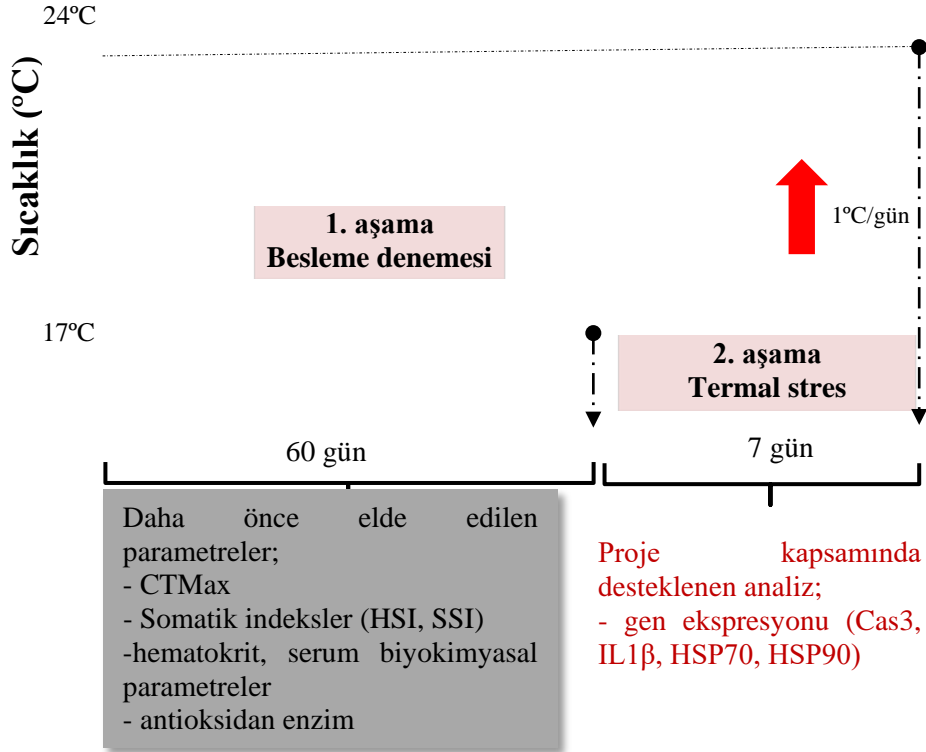 24ºC
Sıcaklık (ºC)
1ºC/gün
1. aşama
Besleme denemesi
17ºC
2. aşama
Termal stres
60 gün
7 gün
Daha önce elde edilen
parametreler;
- CTMax
- Somatik indeksler (HSI, SSI)
-hematokrit, serum biyokimyasal
parametreler
- antioksidan enzim
Proje kapsamında
desteklenen analiz;
- gen ekspresyonu (Cas3,
IL1β, HSP70, HSP90)